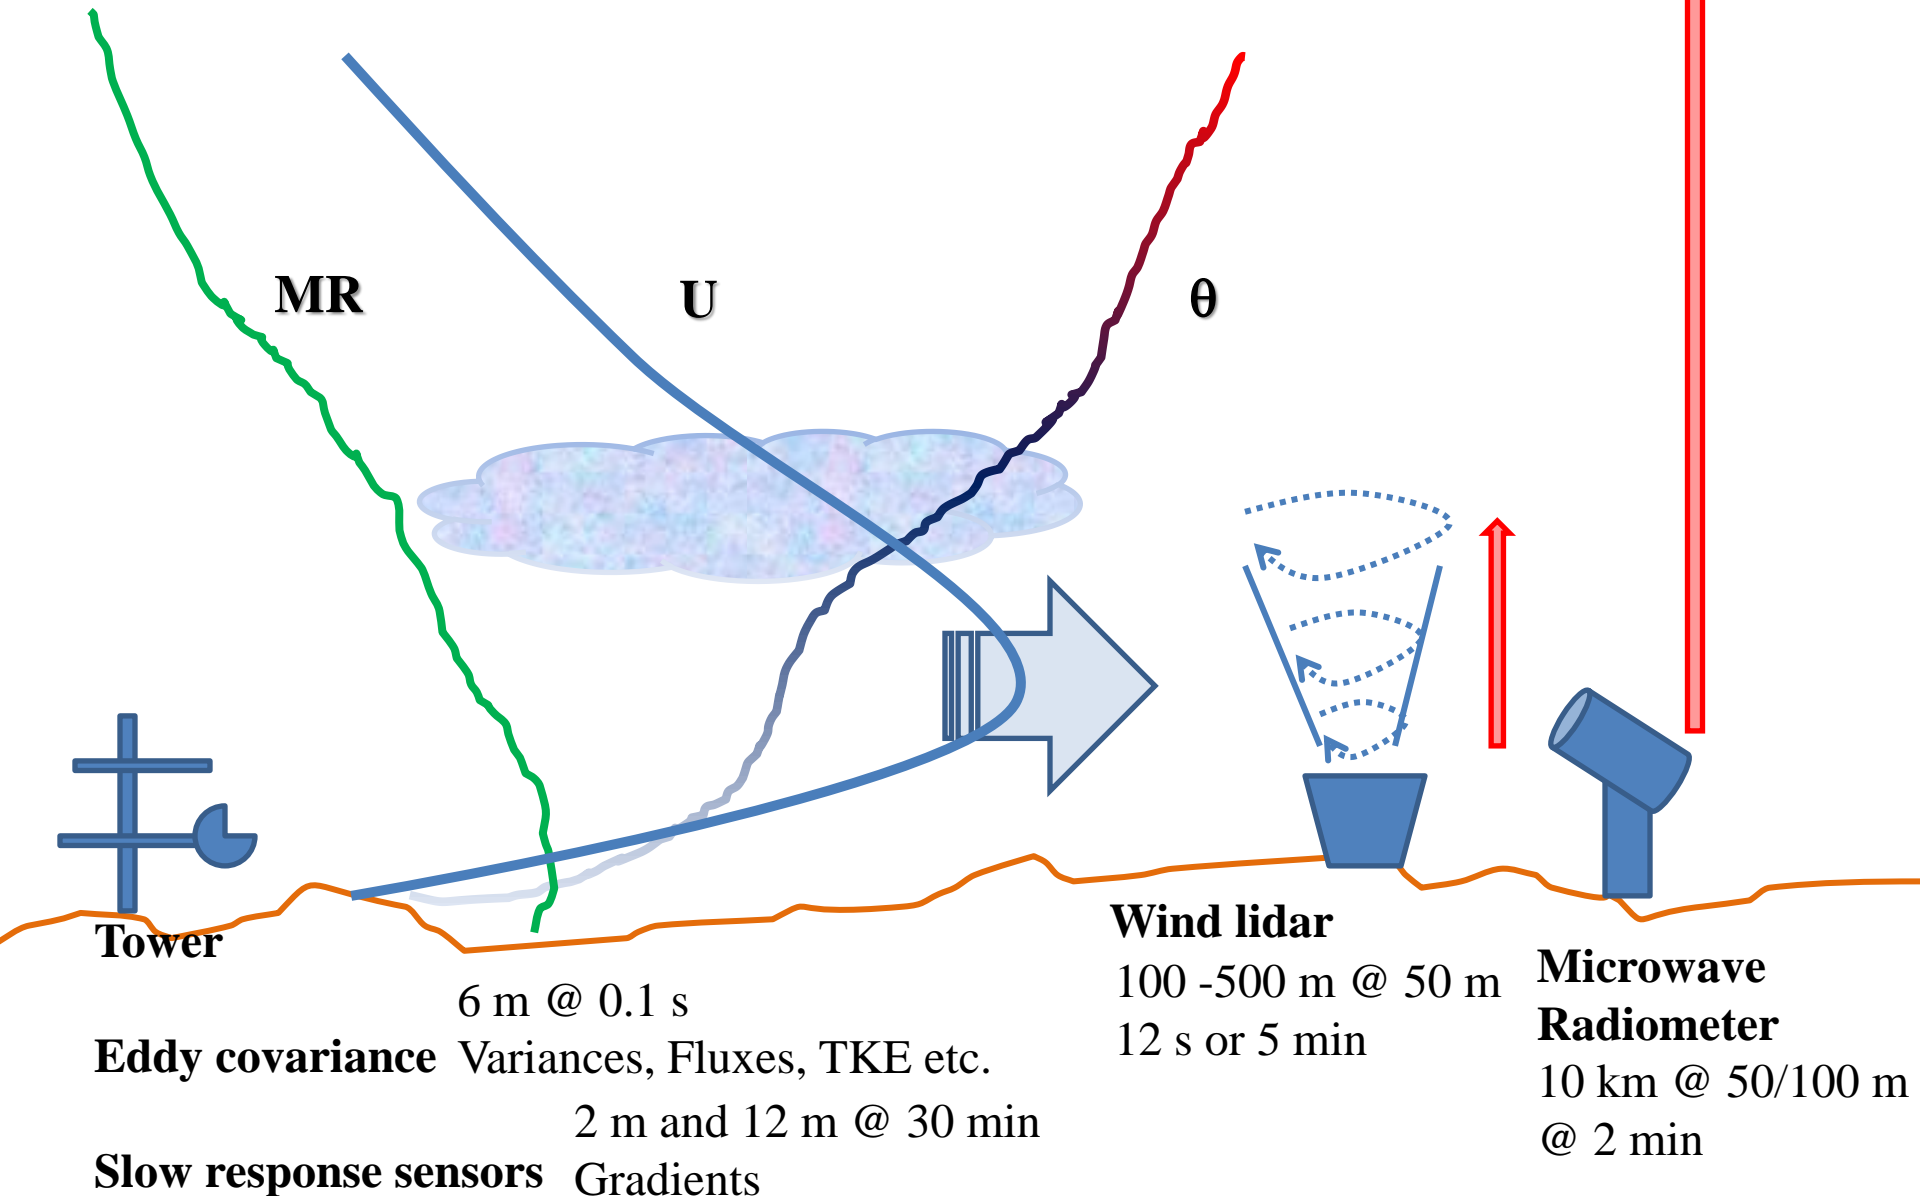 MR
U
θ
Tower
6 m @ 0.1 s
Eddy covariance Variances, Fluxes, TKE etc.
2 m and 12 m @ 30 min
Slow response sensors Gradients
Wind lidar
100 -500 m @ 50 m
12 s or 5 min
Microwave
Radiometer
10 km @ 50/100 m
@ 2 min